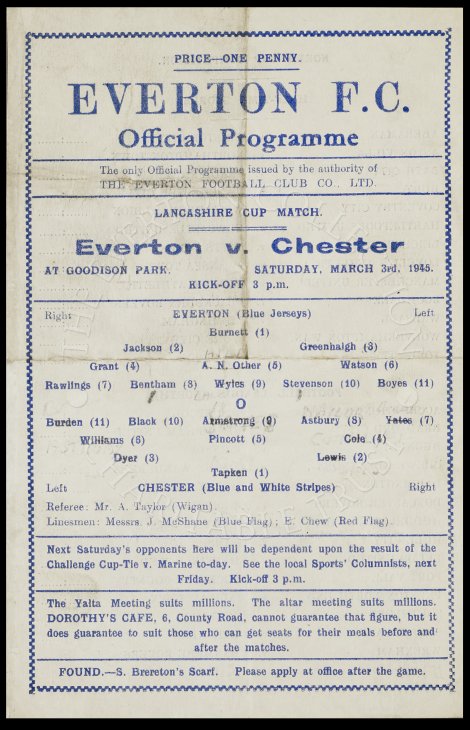 PRICE—ONE PENNY.
EVERTON F.C.
Official Programme
The only Official Programme issued by the authority of
THE EVERTON FOOTBALL CLUB CO., LTD.
LANCASHIRE CUP MATCH.
Everton v. Chester
AT GOODISON PARK. SATURDAY, MARCH 3rd, 1945.
KICK-OFF 3 p.m.
Right EVERTON (Blue Jerseys) Left
Burnett (1)
Jackson (2) Greenhalgh (3)
Grant (4) A. N. Other (5) Watson (6)
Rawlings (7) Bentham (8) Wyles (9) Stevenson (10) Boyes (11)
O
Burden (11) Black (10) Armstrong (9) Astbury (8) Yates (7)
Williams (6) Pincott (5) Cole (4)
Dyer (3) Lewis (2)
Tapken (1)
Left CHESTER (Blue and White Stripes) Right
Referee: Mr. A. Taylor (Wigan).
Linesmen: Messrs. J. McShane (Blue Flag); E. Chew (Red Flag).
Next Saturday's opponents here will be dependent upon the result of the
Challenge Cup-Tie v. Marine to-day. See the local Sports' Columnists, next
Friday. Kick-off 3 p.m.
The Yalta Meeting suits millions. The altar meeting suits millions.
DOROTHY'S CAFE, 6, County Road, cannot guarantee that figure, but it
does guarantee to suit those who can get seats for their meals before and
after the matches.
FOUND.—S. Brereton's Scarf. Please apply at office after the game.